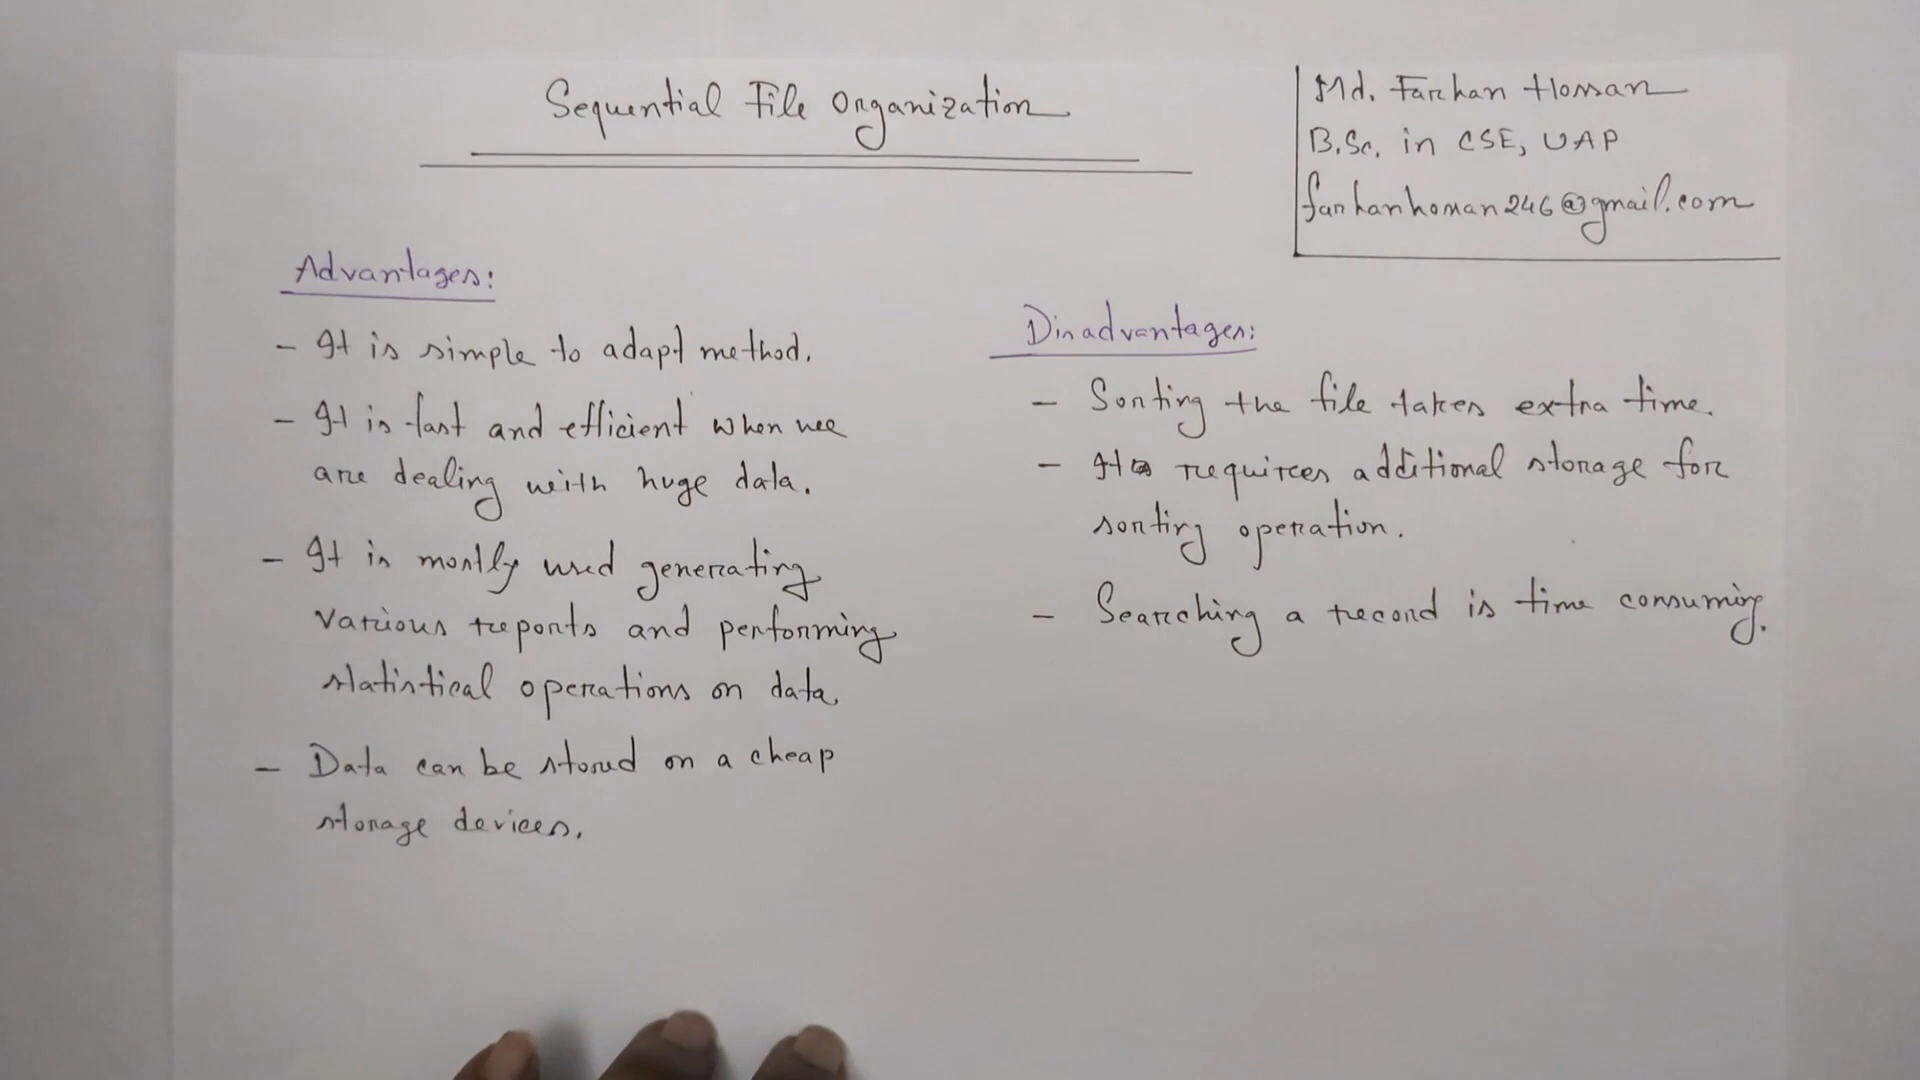 Sequential File Organization
Md. Farhan Hossan
B.Sc. in CSE, UAP
farhanhossan246@gmail.com
Advantages:
- It is simple to adapt method.
- It is fast and efficient when we
are dealing with huge data.
- It is mostly used generating
various reports and performing
statistical operations on data.
- Data can be stored on a cheap
storage devices.
Disadvantages:
- Sorting the file takes extra time.
- It requires additional storage for
sorting operation.
- Searching a record is time consuming.